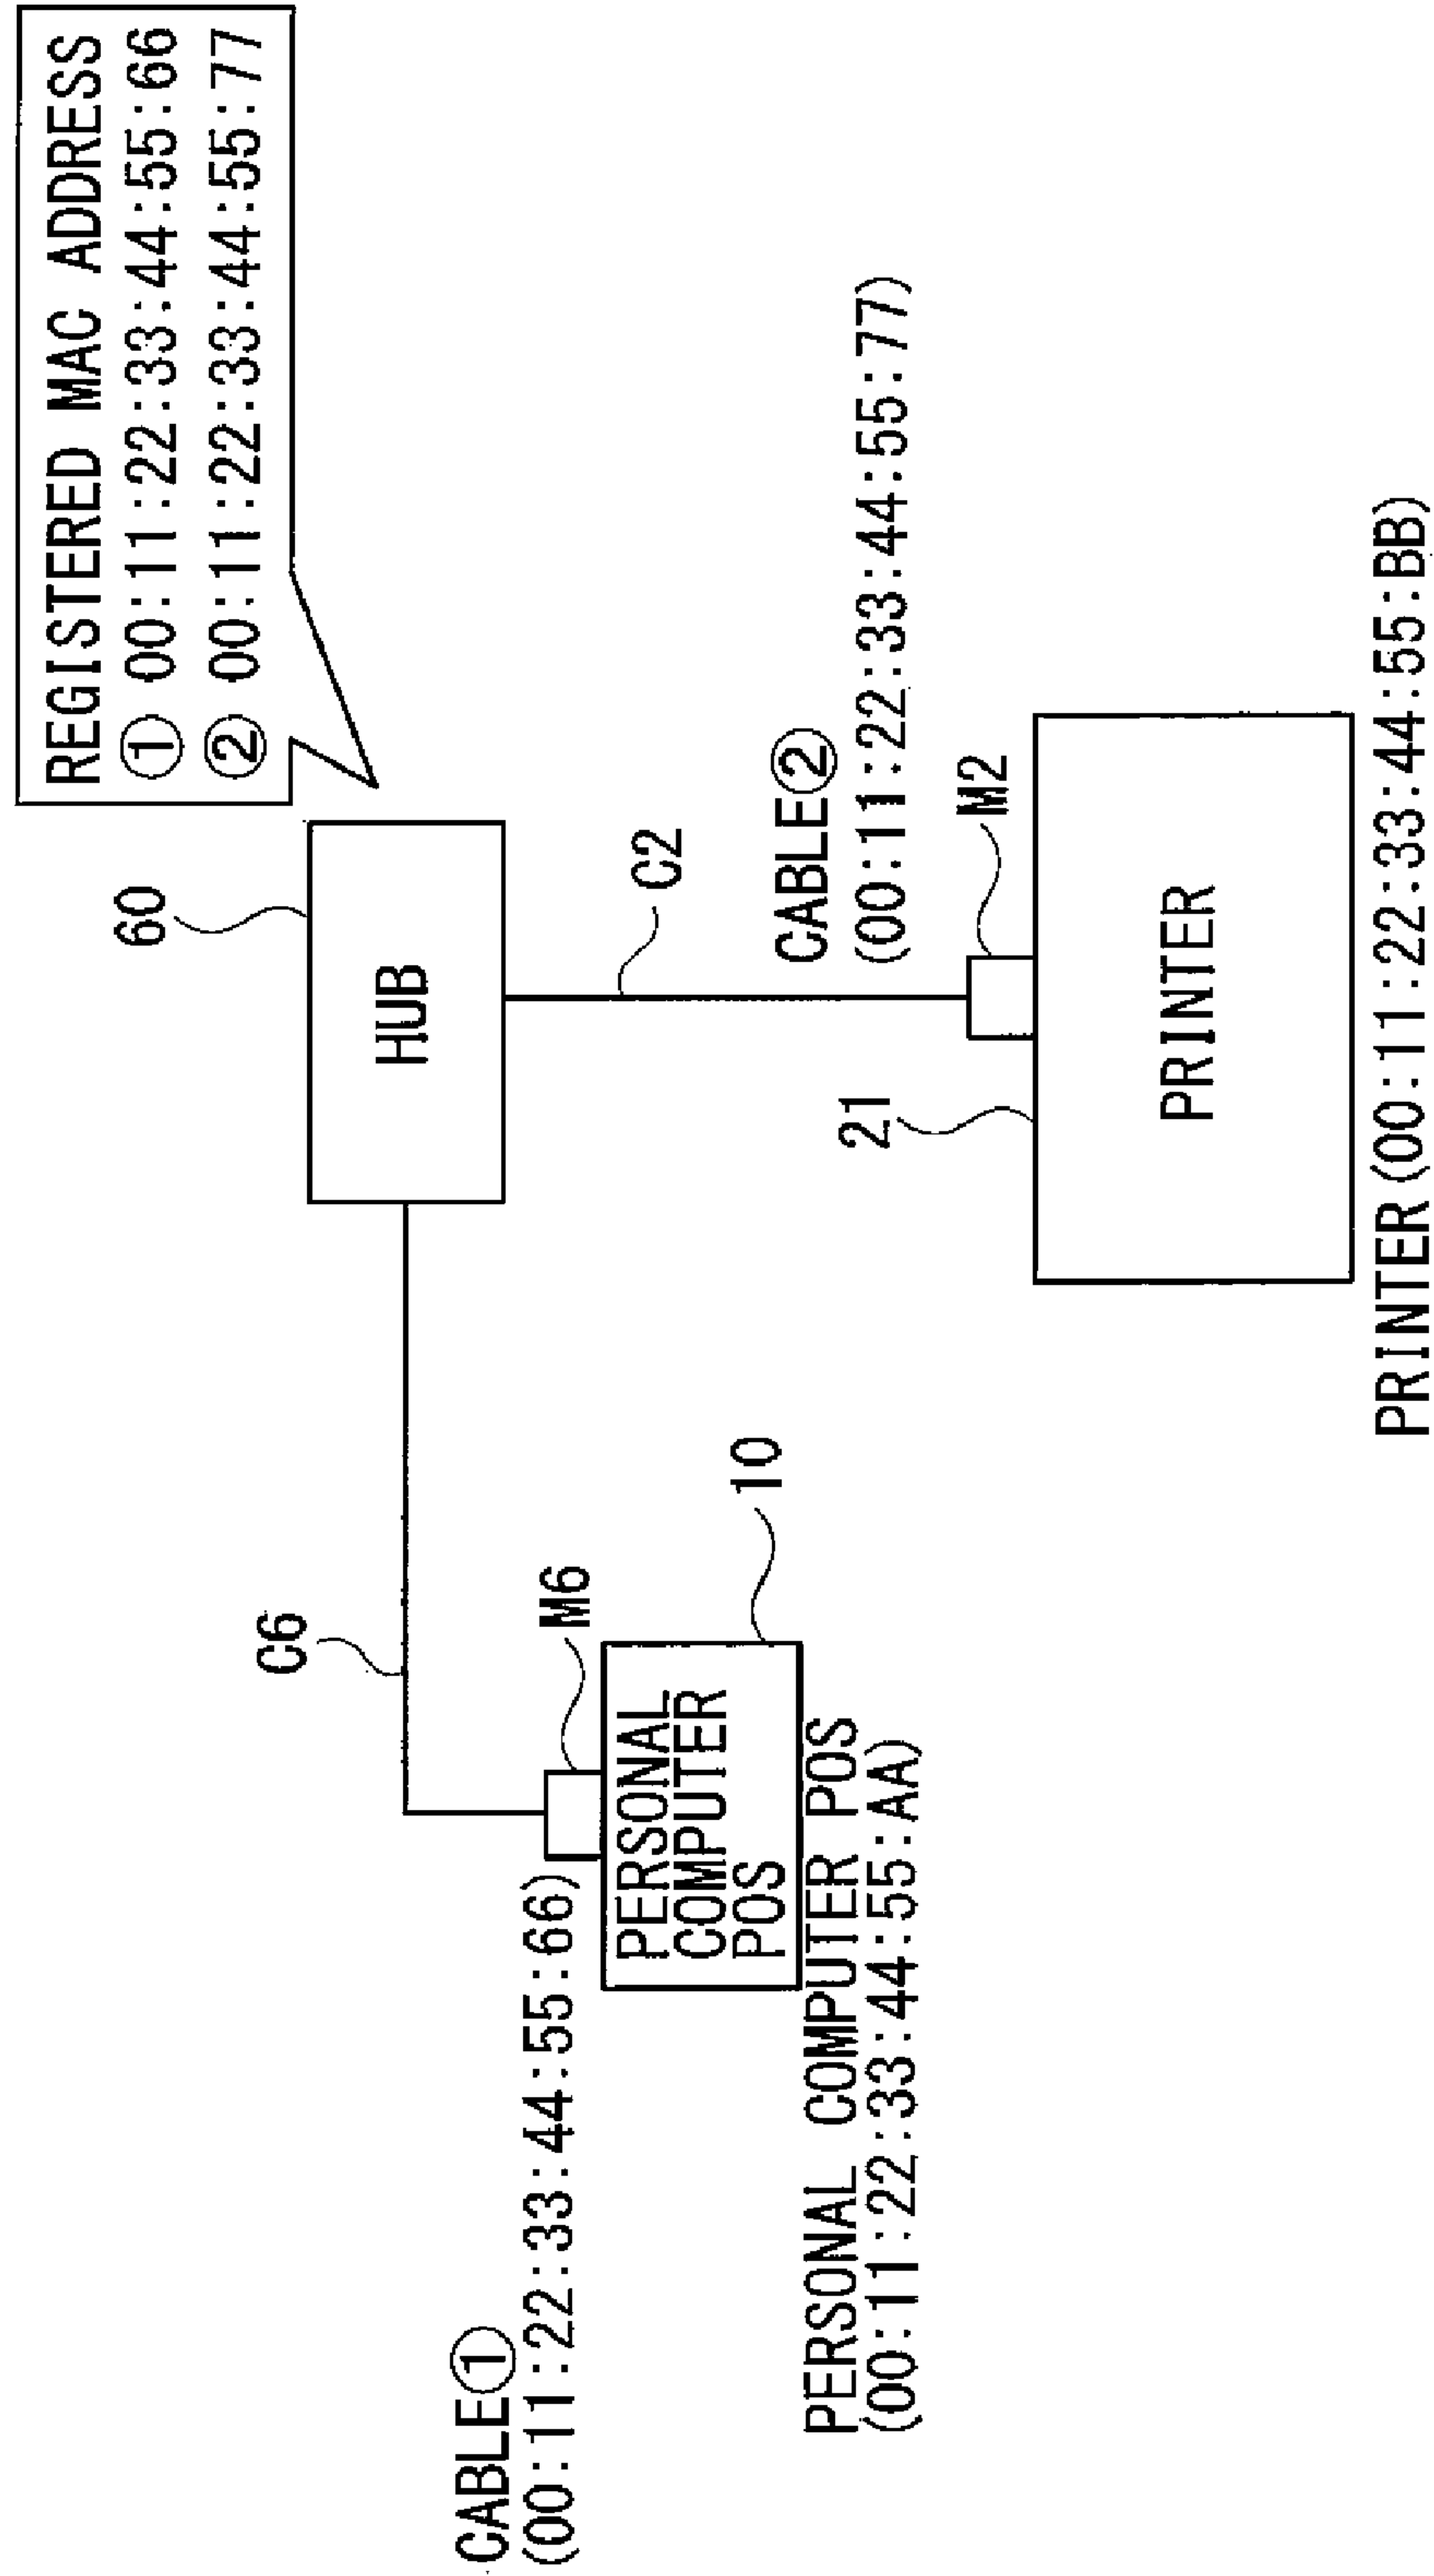 REGISTERED MAC ADDRESS
① 00:11:22:33:44:55:66
② 00:11:22:33:44:55:77
60
HUB
C6
C2
CABLE①
(00:11:22:33:44:55:66)
M6
PERSONAL
COMPUTER
POS
10
PERSONAL COMPUTER POS
(00:11:22:33:44:55:AA)
CABLE②
(00:11:22:33:44:55:77)
21
M2
PRINTER
PRINTER(00:11:22:33:44:55:BB)